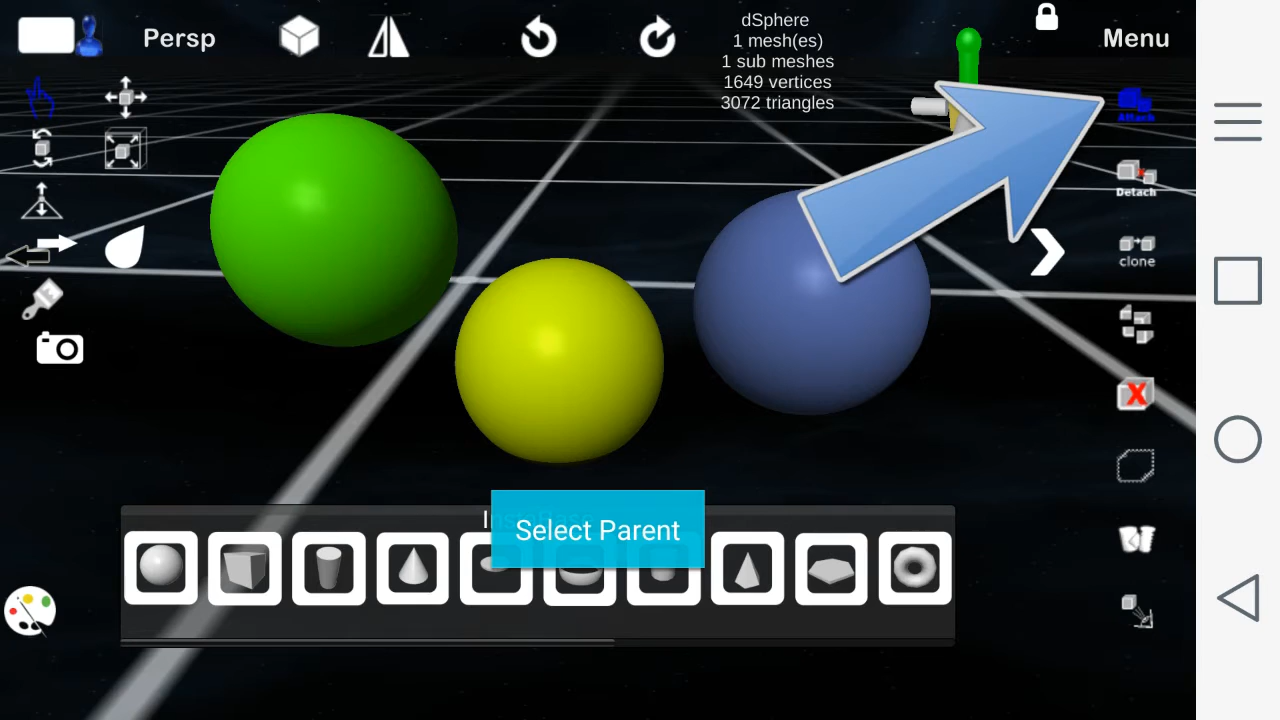 Persp
dSphere
1 mesh(es)
1 sub meshes
1649 vertices
3072 triangles
Menu
Attach
Detach
clone
Select Parent